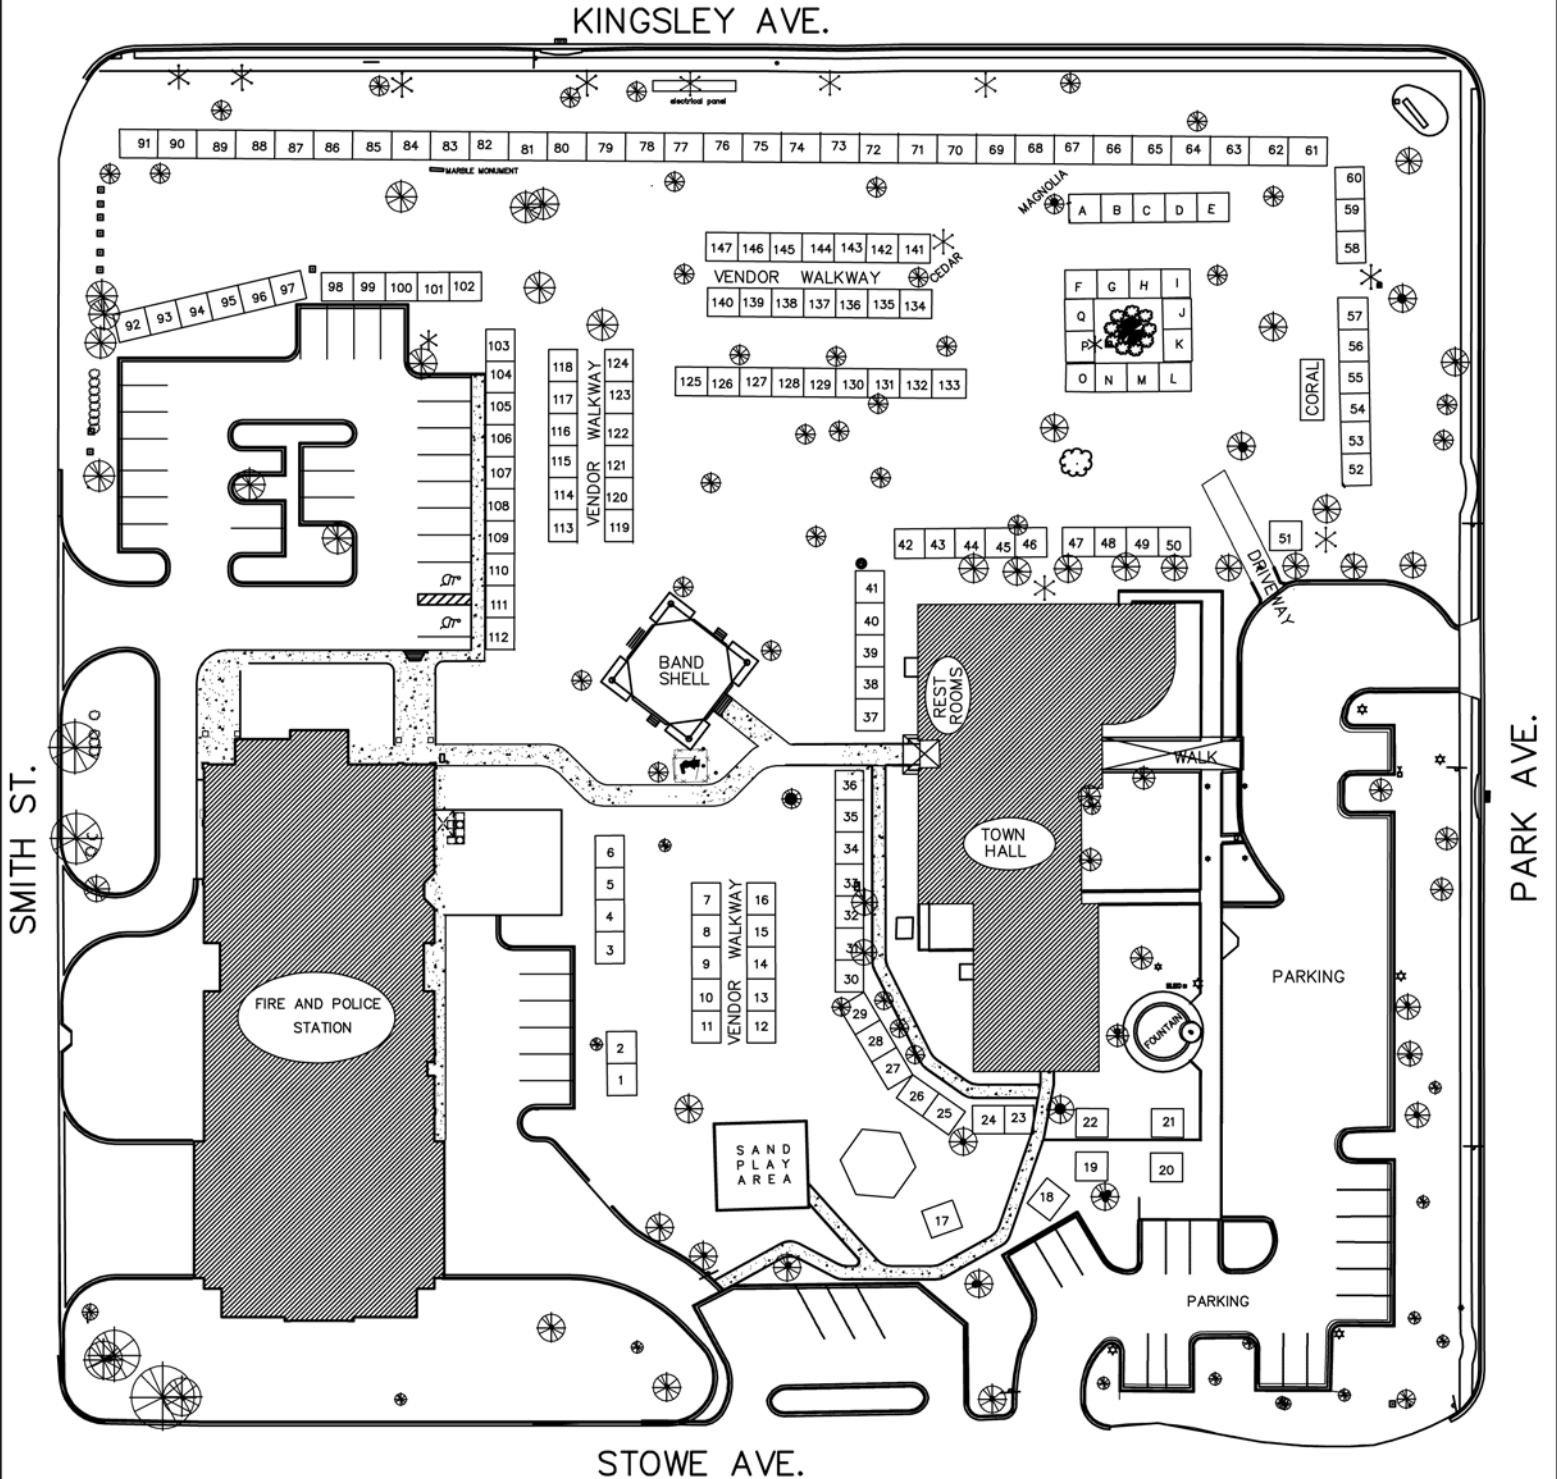 KINGSLEY AVE.
electrical panel
91 90 89 88 87 86 85 84 83 82 81 80 79 78 77 76 75 74 73 72 71 70 69 68 67 66 65 64 63 62 61
MARBLE MONUMENT
MAGNOLIA
A B C D E
60
59
58
147 146 145 144 143 142 141
CEDAR
VENDOR WALKWAY
140 139 138 137 136 135 134
F G H I
Q J
P K
O N M L
92 93 94 95 96 97
98 99 100 101 102
57
56
55
54
53
52
CORAL
103
104
105
106
107
108
109
110
111
112
118
117
116
115
114
113
VENDOR WALKWAY
124
123
122
121
120
119
125 126 127 128 129 130 131 132 133
42 43 44 45 46
47 48 49 50
51
DRIVEWAY
41
40
39
38
37
BAND
SHELL
REST
ROOMS
WALK
SMITH ST.
PARK AVE.
36
35
34
33
32
31
30
29
28
27
26
25
24 23
TOWN
HALL
6
5
4
3
2
1
7
8
9
10
11
VENDOR WALKWAY
16
15
14
13
12
FIRE AND POLICE
STATION
PARKING
FOUNTAIN
22
21
19
20
18
17
SAND
PLAY
AREA
PARKING
STOWE AVE.